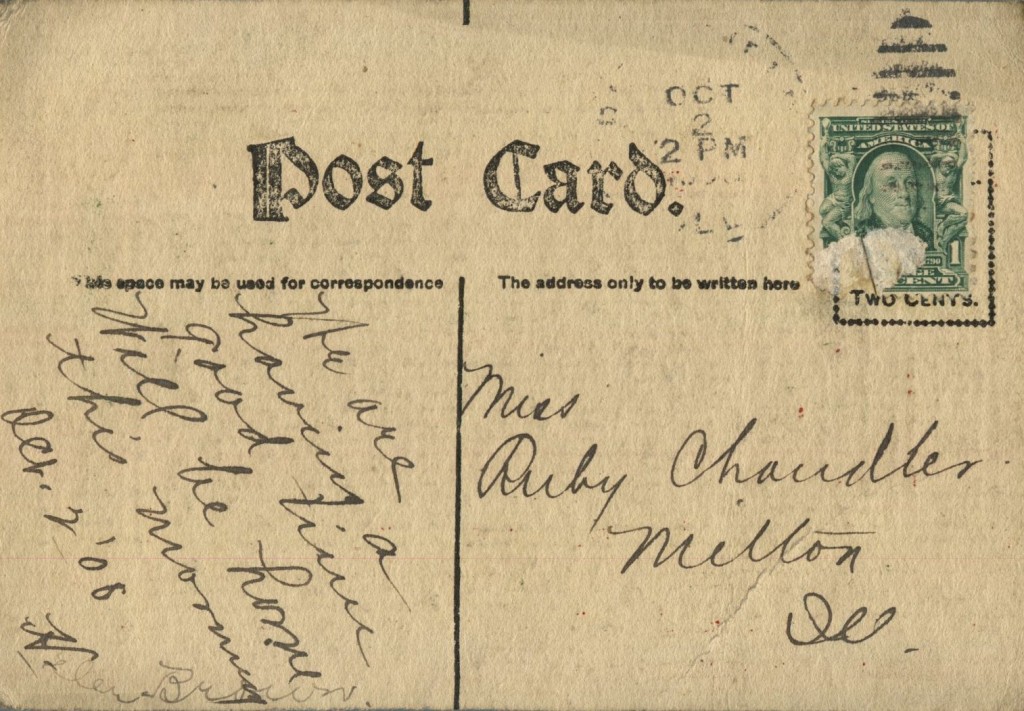 OCT
2
2 PM
ILL
UNITED STATES OF
AMERICA
1
CENT
TWO CENTS.
Post Card.
This space may be used for correspondence
The address only to be written here
We are
having a
good time
Will be home
this morning
Oct. 2 '08
Helen Brown.
Miss
Ruby Chandler
Milton
Ill.